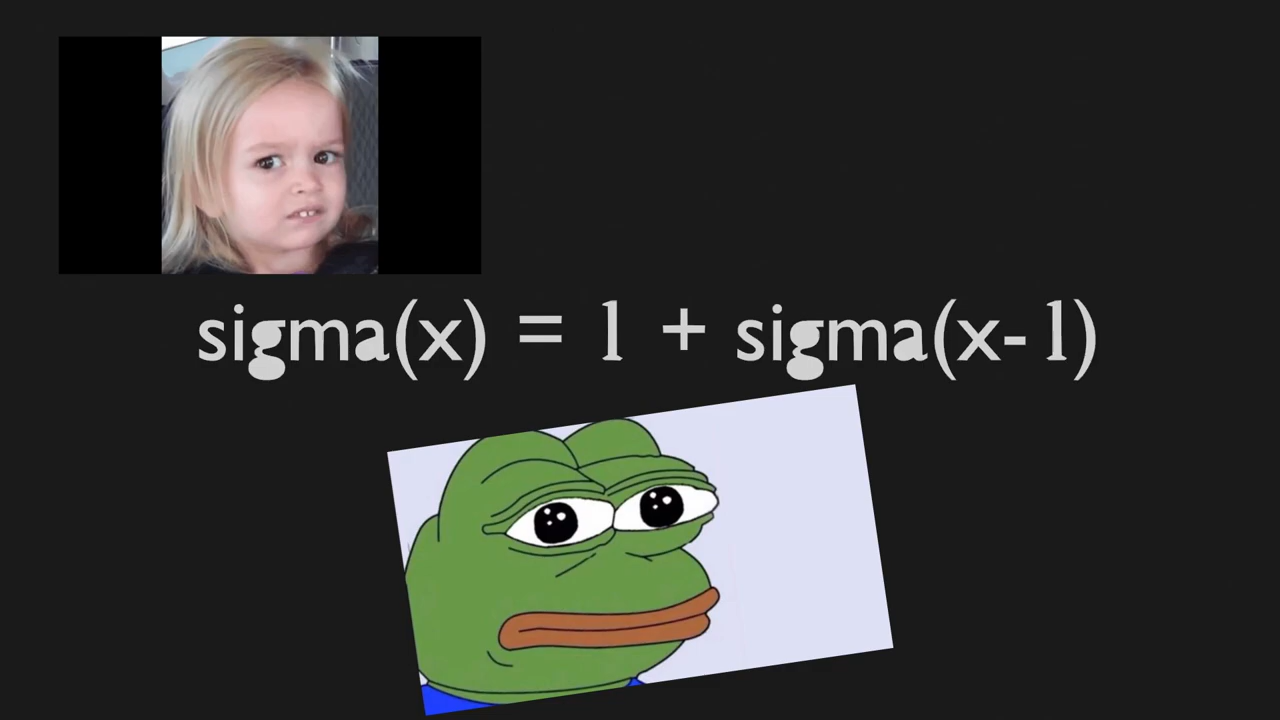 sigma(x) = 1 + sigma(x-1)